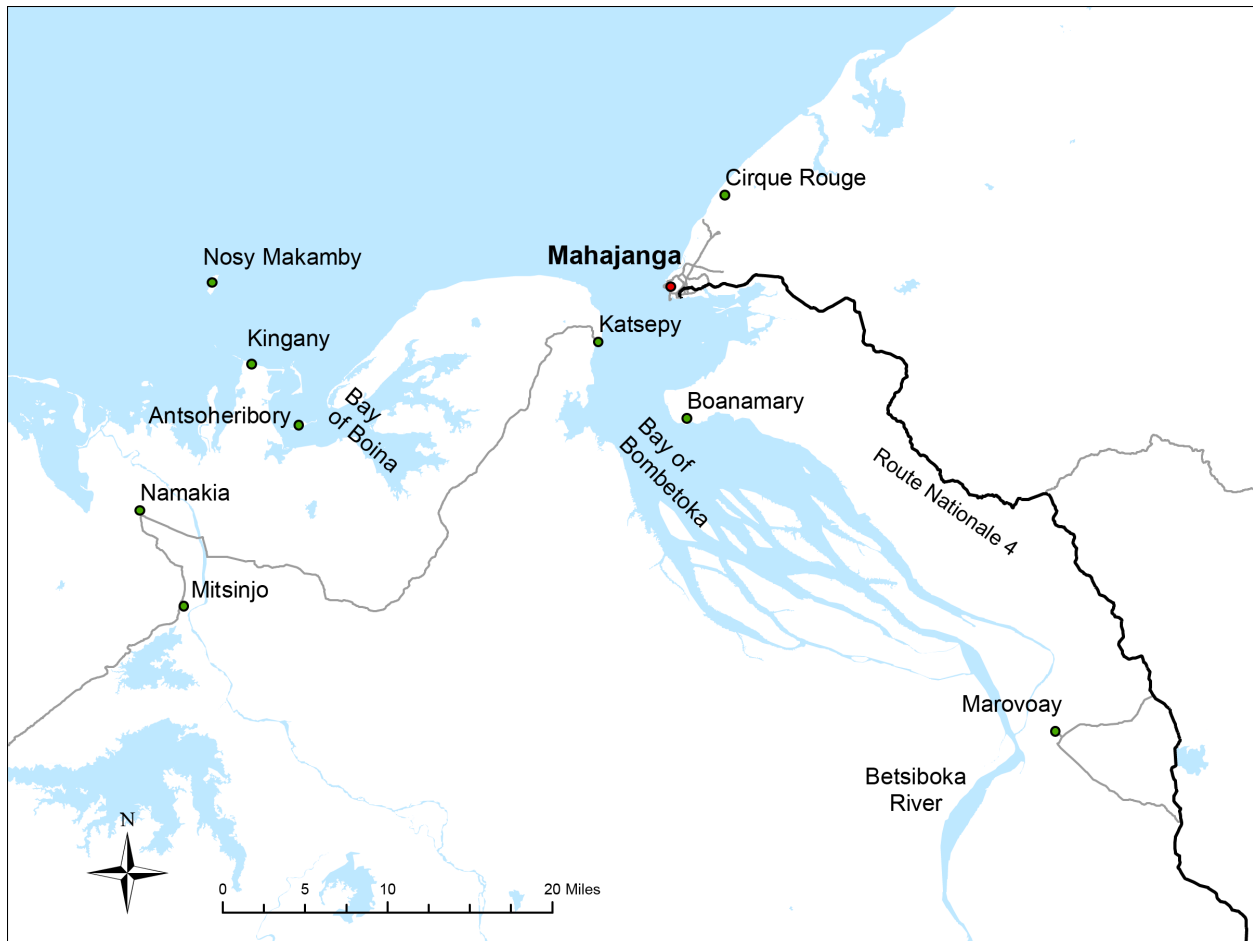 Cirque Rouge
Mahajanga
Nosy Makamby
Katsepy
Kingany
Boanamary
Antsoheribory
Bay
of Boina
Bay of
Bombetoka
Route Nationale 4
Namakia
Mitsinjo
Marovoay
Betsiboka
River
N
0 5 10 20 Miles